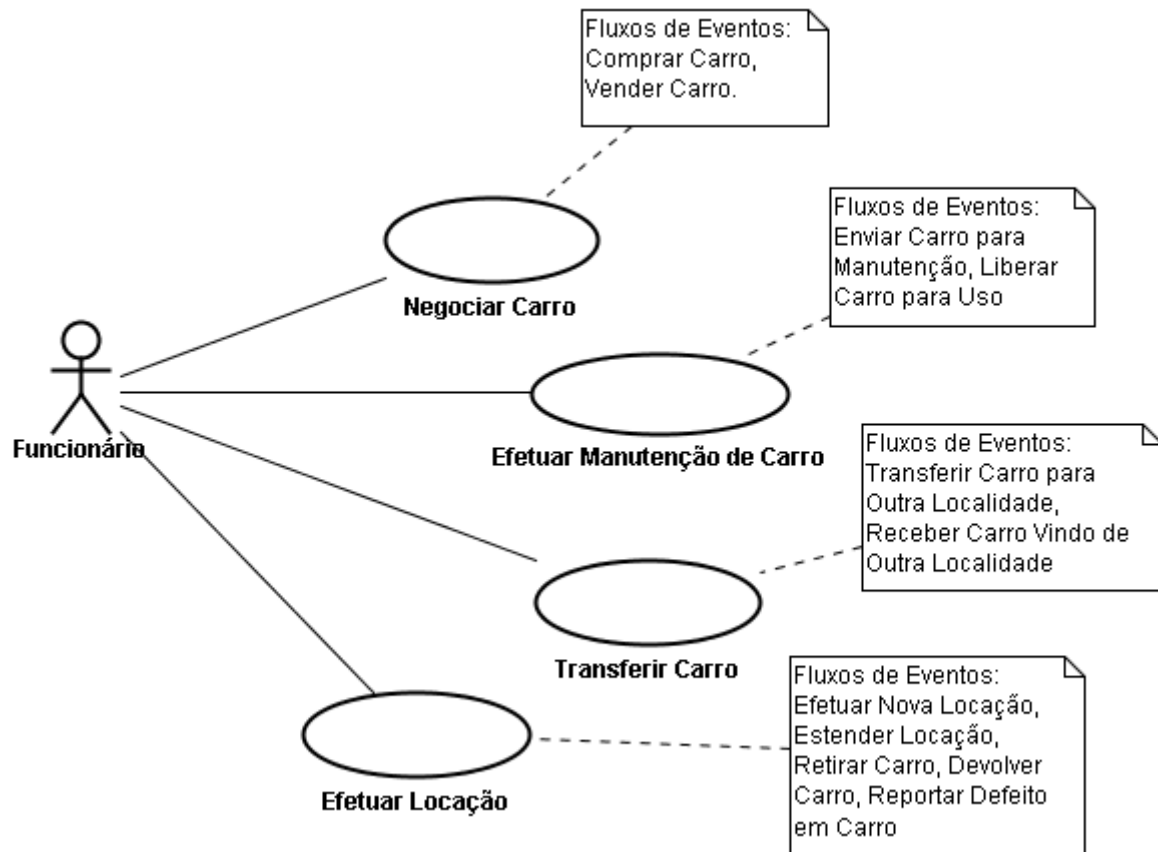 Fluxos de Eventos:
Comprar Carro,
Vender Carro.
Negociar Carro
Fluxos de Eventos:
Enviar Carro para
Manutenção, Liberar
Carro para Uso
Funcionário
Efetuar Manutenção de Carro
Fluxos de Eventos:
Transferir Carro para
Outra Localidade,
Receber Carro Vindo de
Outra Localidade
Transferir Carro
Fluxos de Eventos:
Efetuar Nova Locação,
Estender Locação,
Retirar Carro, Devolver
Carro, Reportar Defeito
em Carro
Efetuar Locação